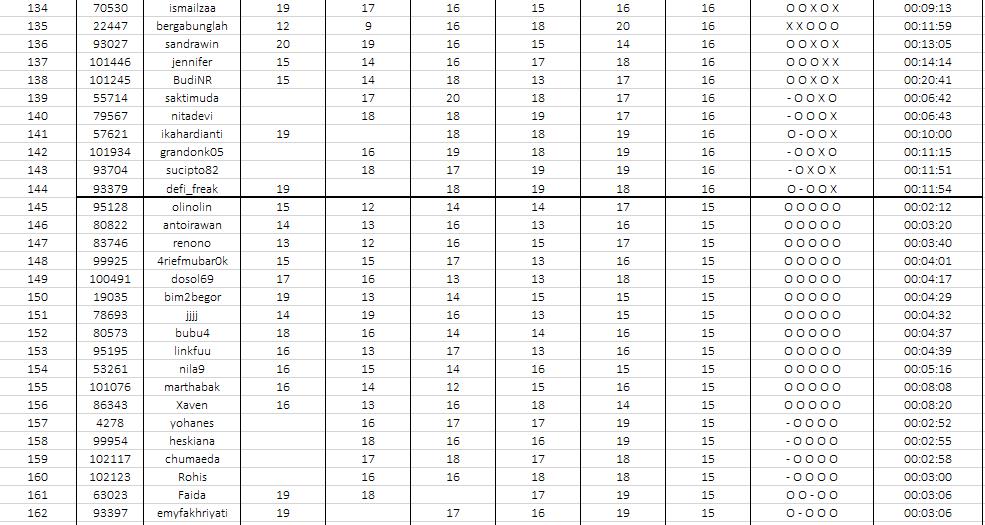 134 70530 ismailzaa 19 17 16 15 16 16 O O X O X 00:09:13
135 22447 bergabunglah 12 9 16 18 20 16 X X O O O 00:11:59
136 93027 sandrawin 20 19 16 15 14 16 O O X O X 00:13:05
137 101446 jennifer 15 14 16 17 18 16 O O O X X 00:14:14
138 101245 BudiNR 15 14 18 13 17 16 O O X O X 00:20:41
139 55714 saktimuda 17 20 18 17 16 - O O X O 00:06:42
140 79567 nitadevi 18 18 19 17 16 - O O O X 00:06:43
141 57621 ikahardianti 19 18 18 19 16 O - O O X 00:10:00
142 101934 grandonk05 16 19 18 19 16 - O O X O 00:11:15
143 93704 sucipto82 18 17 19 19 16 - O X O X 00:11:51
144 93379 defi_freak 19 18 19 18 16 O - O O X 00:11:54
145 95128 olinolin 15 12 14 14 17 15 O O O O O 00:02:12
146 80822 antoirawan 14 13 16 13 16 15 O O O O O 00:03:20
147 83746 renono 13 12 16 15 17 15 O O O O O 00:03:40
148 99925 4riefmubar0k 15 15 17 13 16 15 O O O O O 00:04:01
149 100491 dosol69 17 16 13 13 18 15 O O O O O 00:04:17
150 19035 bim2begor 19 13 14 15 15 15 O O O O O 00:04:29
151 78693 jjjj 14 19 16 13 15 15 O O O O O 00:04:32
152 80573 bubu4 18 16 14 14 16 15 O O O O O 00:04:37
153 95195 linkfuu 16 13 17 13 16 15 O O O O O 00:04:39
154 53261 nila9 16 15 14 16 15 15 O O O O O 00:05:16
155 101076 marthabak 16 14 12 15 16 15 O O O O O 00:08:08
156 86343 Xaven 16 13 16 18 14 15 O O O O O 00:08:20
157 4278 yohanes 16 17 17 19 15 - O O O O 00:02:52
158 99954 heskiana 18 16 16 19 15 - O O O O 00:02:55
159 102117 chumaeda 17 18 17 18 15 - O O O O 00:02:58
160 102123 Rohis 16 16 18 18 15 - O O O O 00:03:00
161 63023 Faida 19 18 17 19 15 O O - O O 00:03:06
162 93397 emyfakhriyati 19 17 16 19 15 O - O O O 00:03:06